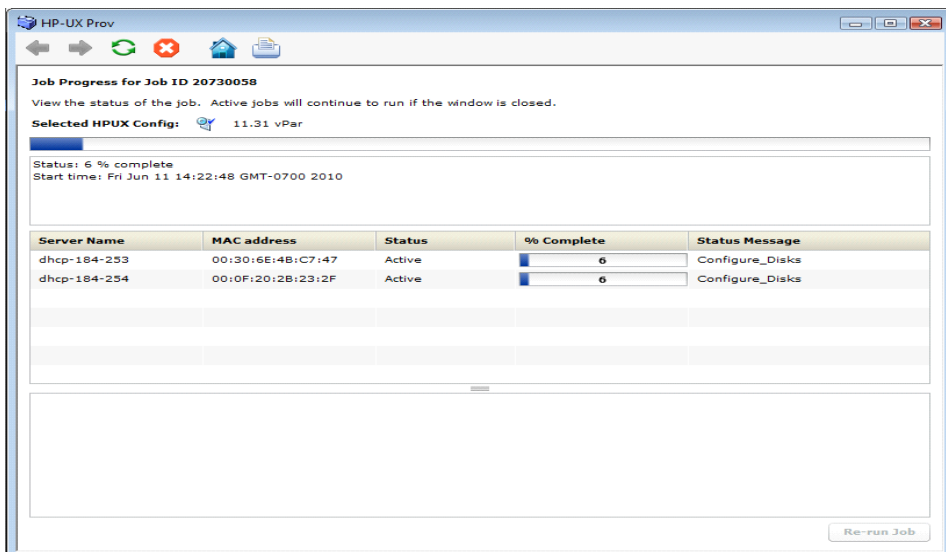 HP-UX Prov
Job Progress for Job ID 20730058
View the status of the job. Active jobs will continue to run if the window is closed.
Selected HPUX Config: 11.31 vPar
Status: 6 % complete
Start time: Fri Jun 11 14:22:48 GMT-0700 2010
Server Name MAC address Status % Complete Status Message
dhcp-184-253 00:30:6E:4B:C7:47 Active 6 Configure_Disks
dhcp-184-254 00:0F:20:2B:23:2F Active 6 Configure_Disks
Re-run Job